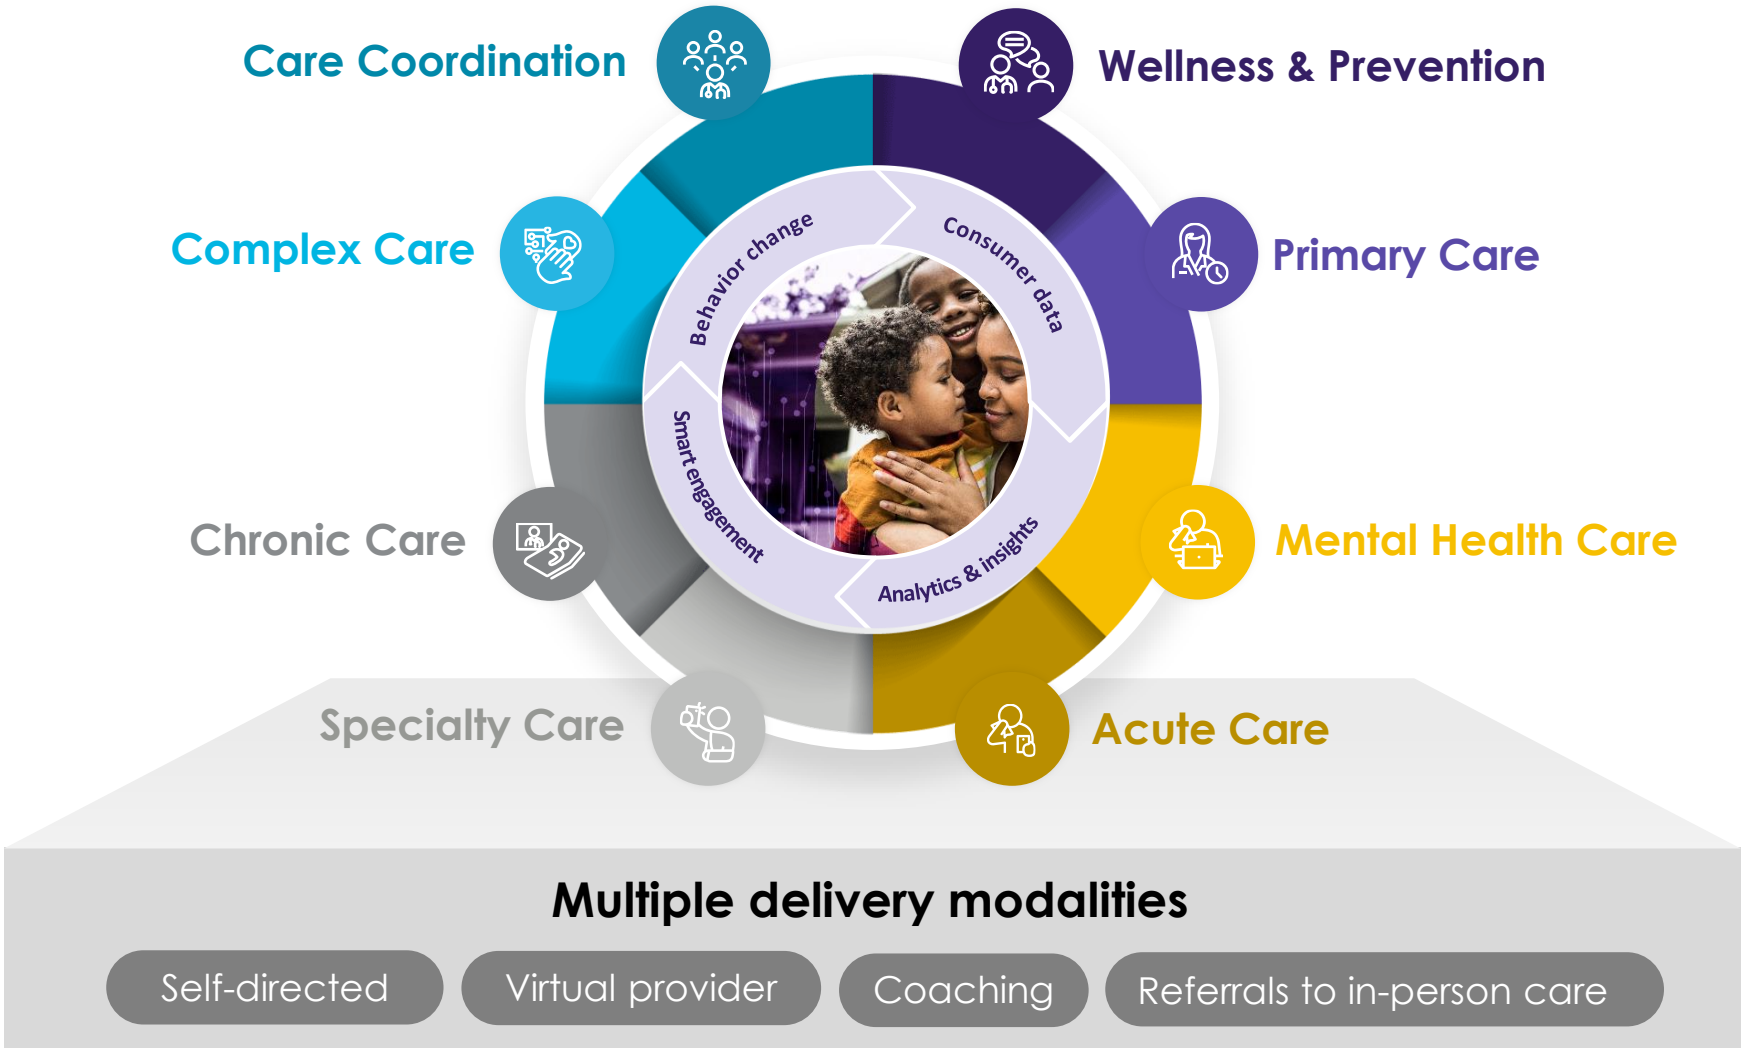 Care Coordination
Wellness & Prevention
Complex Care
Primary Care
Behavior change
Consumer data
Smart engagement
Analytics & insights
Chronic Care
Mental Health Care
Specialty Care
Acute Care
Multiple delivery modalities
Self-directed
Virtual provider
Coaching
Referrals to in-person care